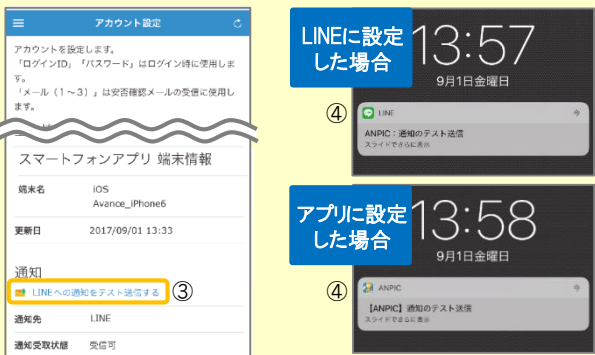 アカウント設定
アカウントを設定します。
「ログインID」「パスワード」はログイン時に使用しま
す。
「メール（1～3）」は安否確認メールの受信に使用し
ます。
スマートフォンアプリ 端末情報
端末名 iOS
Avance_iPhone6
更新日 2017/09/01 13:33
通知
LINEへの通知をテスト送信する ③
通知先 LINE
通知受取状態 受信可
LINEに設定
した場合
13:57
9月1日金曜日
④
LINE
ANPIC：通知のテスト送信
スライドでさらに表示
アプリに設定
した場合
13:58
9月1日金曜日
④
ANPIC
【ANPIC】通知のテスト送信
スライドでさらに表示